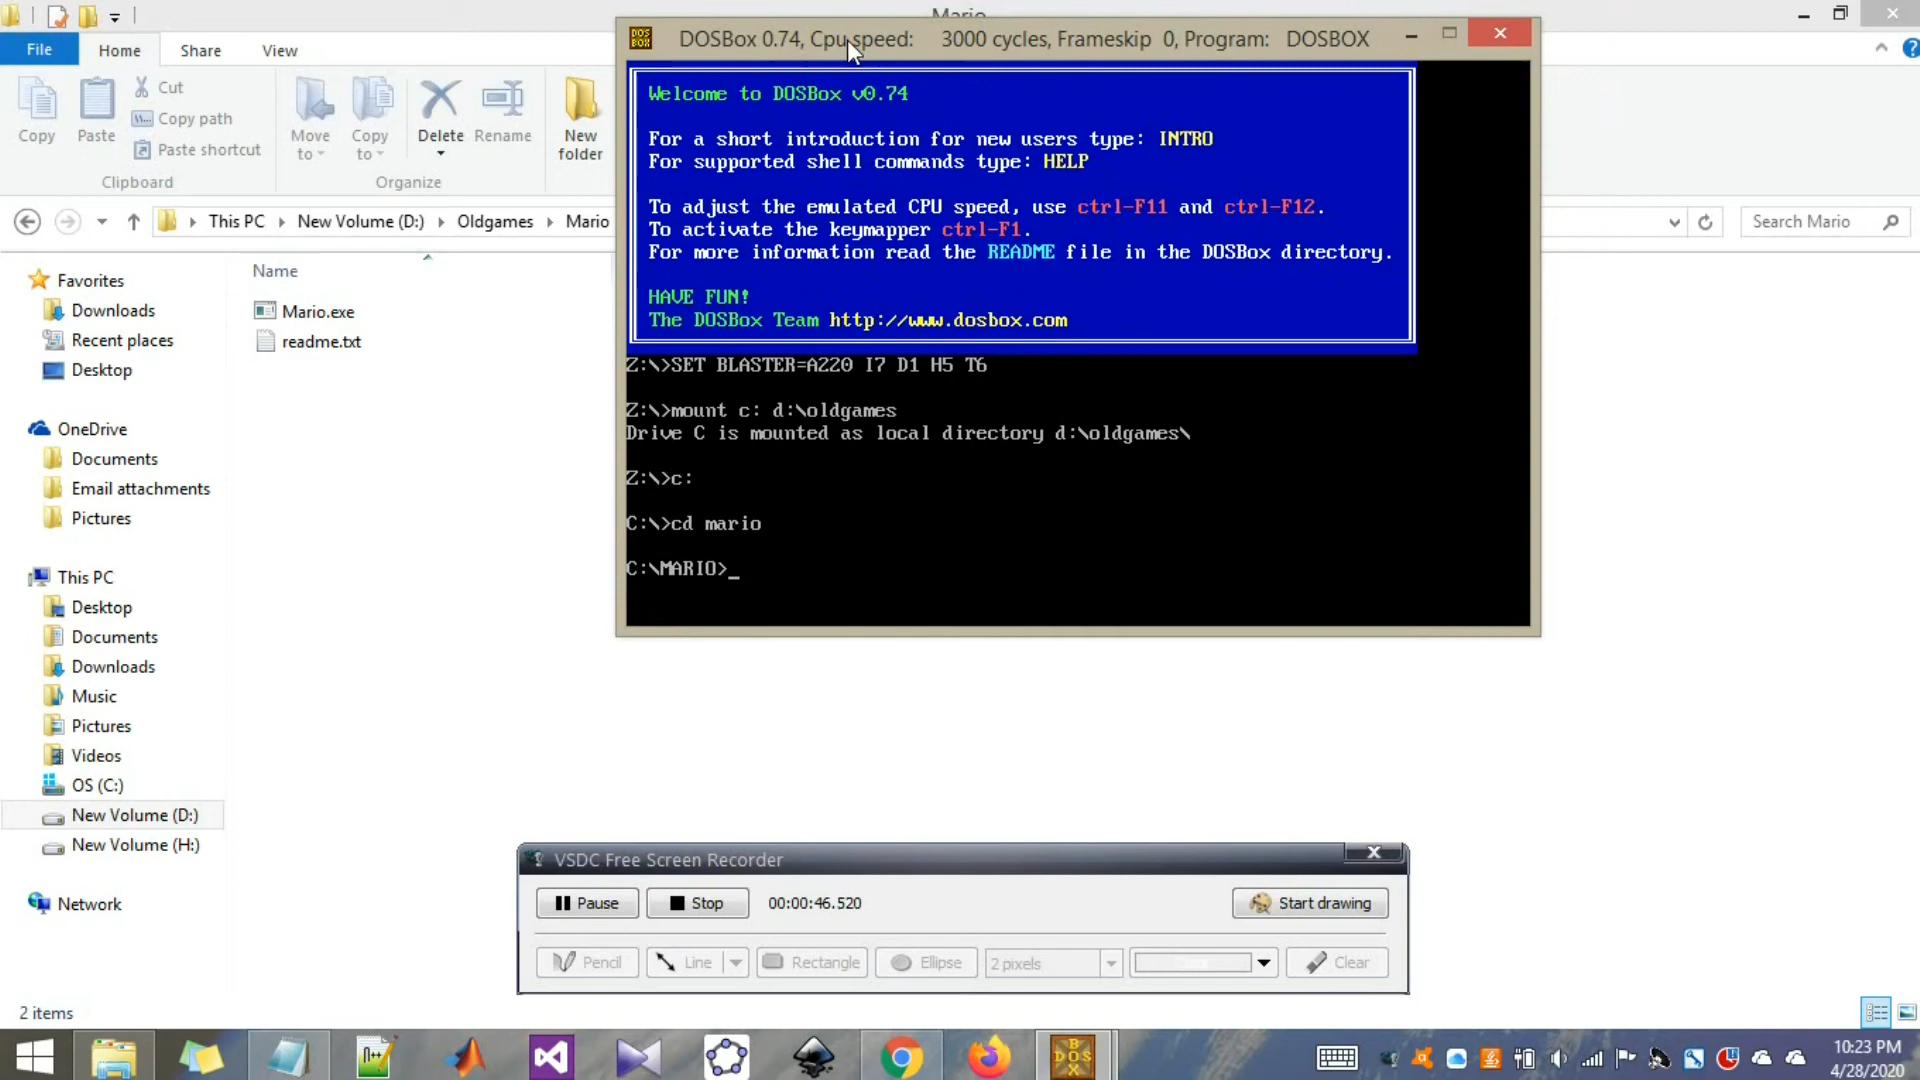 Mario
File
Home
Share
View
Copy
Paste
Cut
Copy path
Paste shortcut
Clipboard
Move to
Copy to
Delete
Rename
Organize
New folder
This PC
New Volume (D:)
Oldgames
Mario
Search Mario
Name
Mario.exe
readme.txt
Favorites
Downloads
Recent places
Desktop
OneDrive
Documents
Email attachments
Pictures
This PC
Desktop
Documents
Downloads
Music
Pictures
Videos
OS (C:)
New Volume (D:)
New Volume (H:)
Network
2 items
DOSBox 0.74, Cpu speed: 3000 cycles, Frameskip 0, Program: DOSBOX
Welcome to DOSBox v0.74
For a short introduction for new users type: INTRO
For supported shell commands type: HELP
To adjust the emulated CPU speed, use ctrl-F11 and ctrl-F12.
To activate the keymapper ctrl-F1.
For more information read the README file in the DOSBox directory.
HAVE FUN!
The DOSBox Team http://www.dosbox.com
Z:\>SET BLASTER=A220 I7 D1 H5 T6
Z:\>mount c: d:\oldgames
Drive C is mounted as local directory d:\oldgames\
Z:\>c:
C:\>cd mario
C:\MARIO>_
VSDC Free Screen Recorder
Pause
Stop
00:00:46.520
Start drawing
Pencil
Line
Rectangle
Ellipse
2 pixels
Clear
10:23 PM
4/28/2020